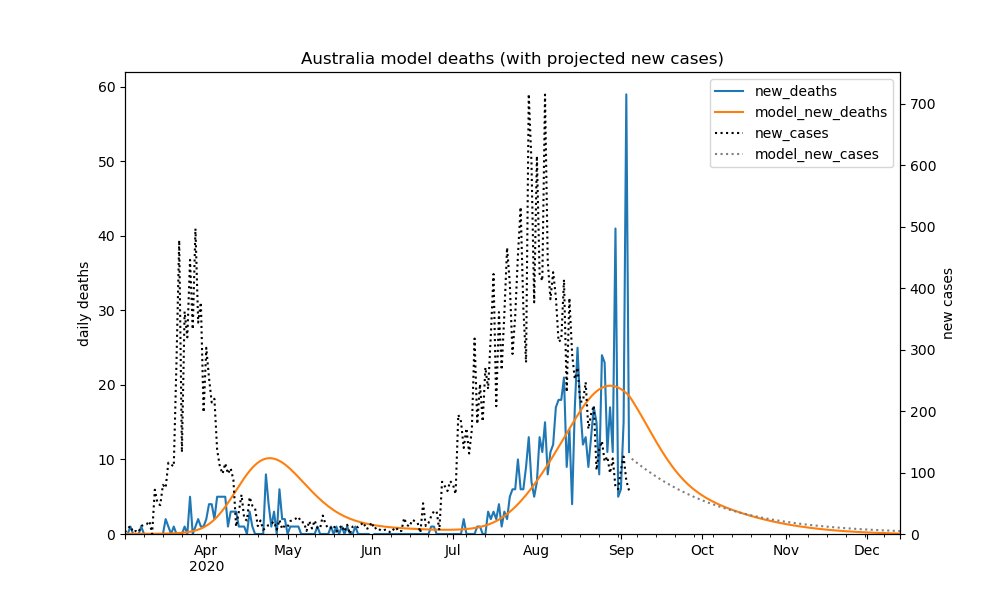 Australia model deaths (with projected new cases)
new_deaths
model_new_deaths
new_cases
model_new_cases
daily deaths
60
50
40
30
20
10
0
700
600
500
400
300
200
100
0
new cases
Apr
2020
May
Jun
Jul
Aug
Sep
Oct
Nov
Dec